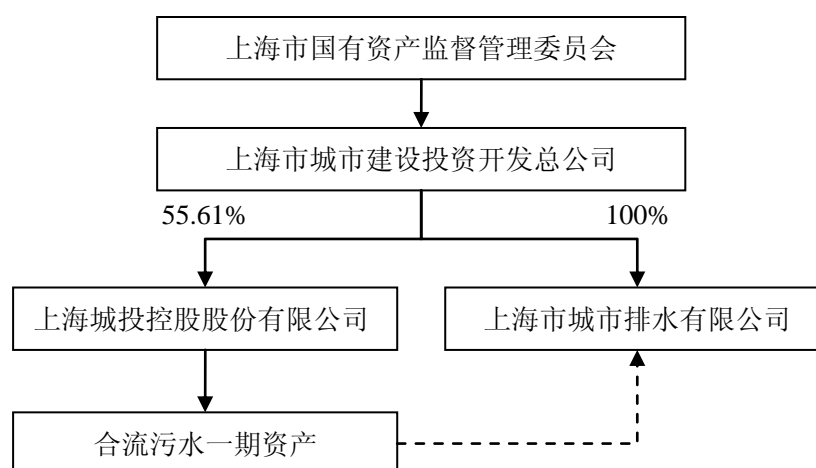 上海市国有资产监督管理委员会
上海市城市建设投资开发总公司
55.61%
100%
上海城投控股股份有限公司
上海市城市排水有限公司
合流污水一期资产